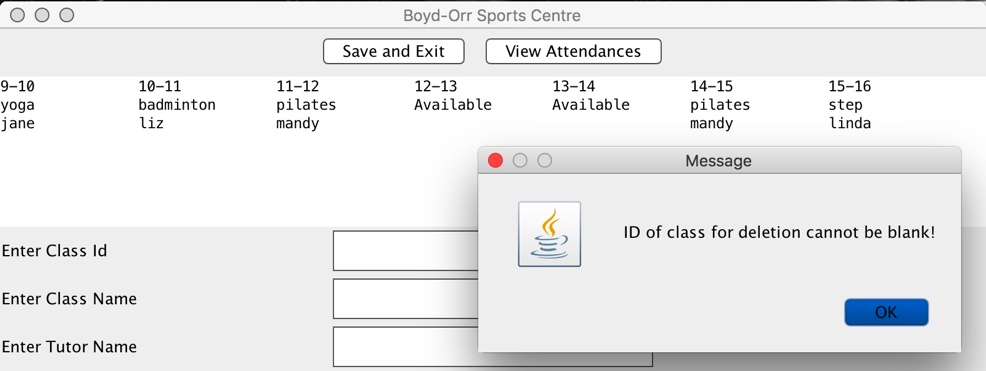 Boyd-Orr Sports Centre
Save and Exit View Attendances
9-10 10-11 11-12 12-13 13-14 14-15 15-16
yoga badminton pilates Available Available pilates step
jane liz mandy mandy linda
Message
ID of class for deletion cannot be blank!
OK
Enter Class Id
Enter Class Name
Enter Tutor Name